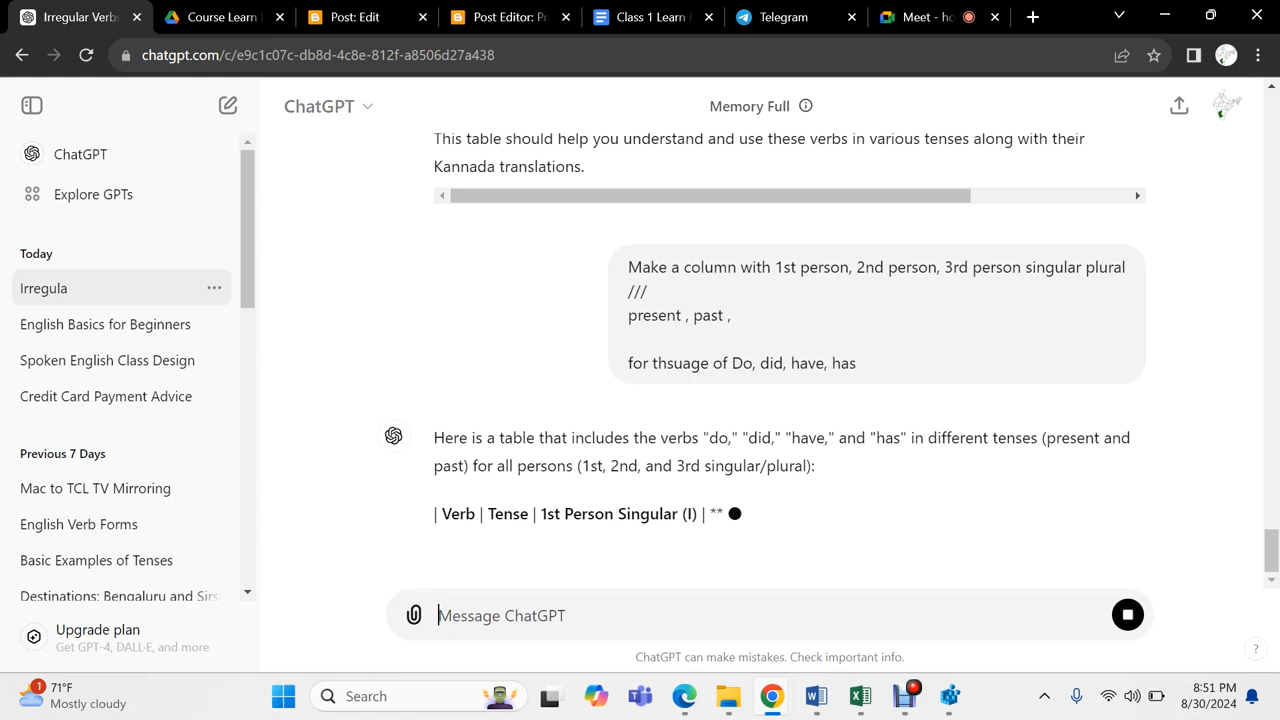 Irregular Verbs
Course Learn
Post: Edit
Post Editor: Pr
Class 1 Learn
Telegram
Meet - ho
chatgpt.com/c/e9c1c07c-db8d-4c8e-812f-a8506d27a438
ChatGPT
Memory Full
ChatGPT
Explore GPTs
Today
Irregula
English Basics for Beginners
Spoken English Class Design
Credit Card Payment Advice
Previous 7 Days
Mac to TCL TV Mirroring
English Verb Forms
Basic Examples of Tenses
Destinations: Bengaluru and Sirsi
Upgrade plan
Get GPT-4, DALL·E, and more
This table should help you understand and use these verbs in various tenses along with their
Kannada translations.
Make a column with 1st person, 2nd person, 3rd person singular plural
///
present , past ,
for thsuage of Do, did, have, has
Here is a table that includes the verbs "do," "did," "have," and "has" in different tenses (present and
past) for all persons (1st, 2nd, and 3rd singular/plural):
| Verb | Tense | 1st Person Singular (I) | **
Message ChatGPT
ChatGPT can make mistakes. Check important info.
?
1
71°F
Mostly cloudy
Search
8:51 PM
8/30/2024